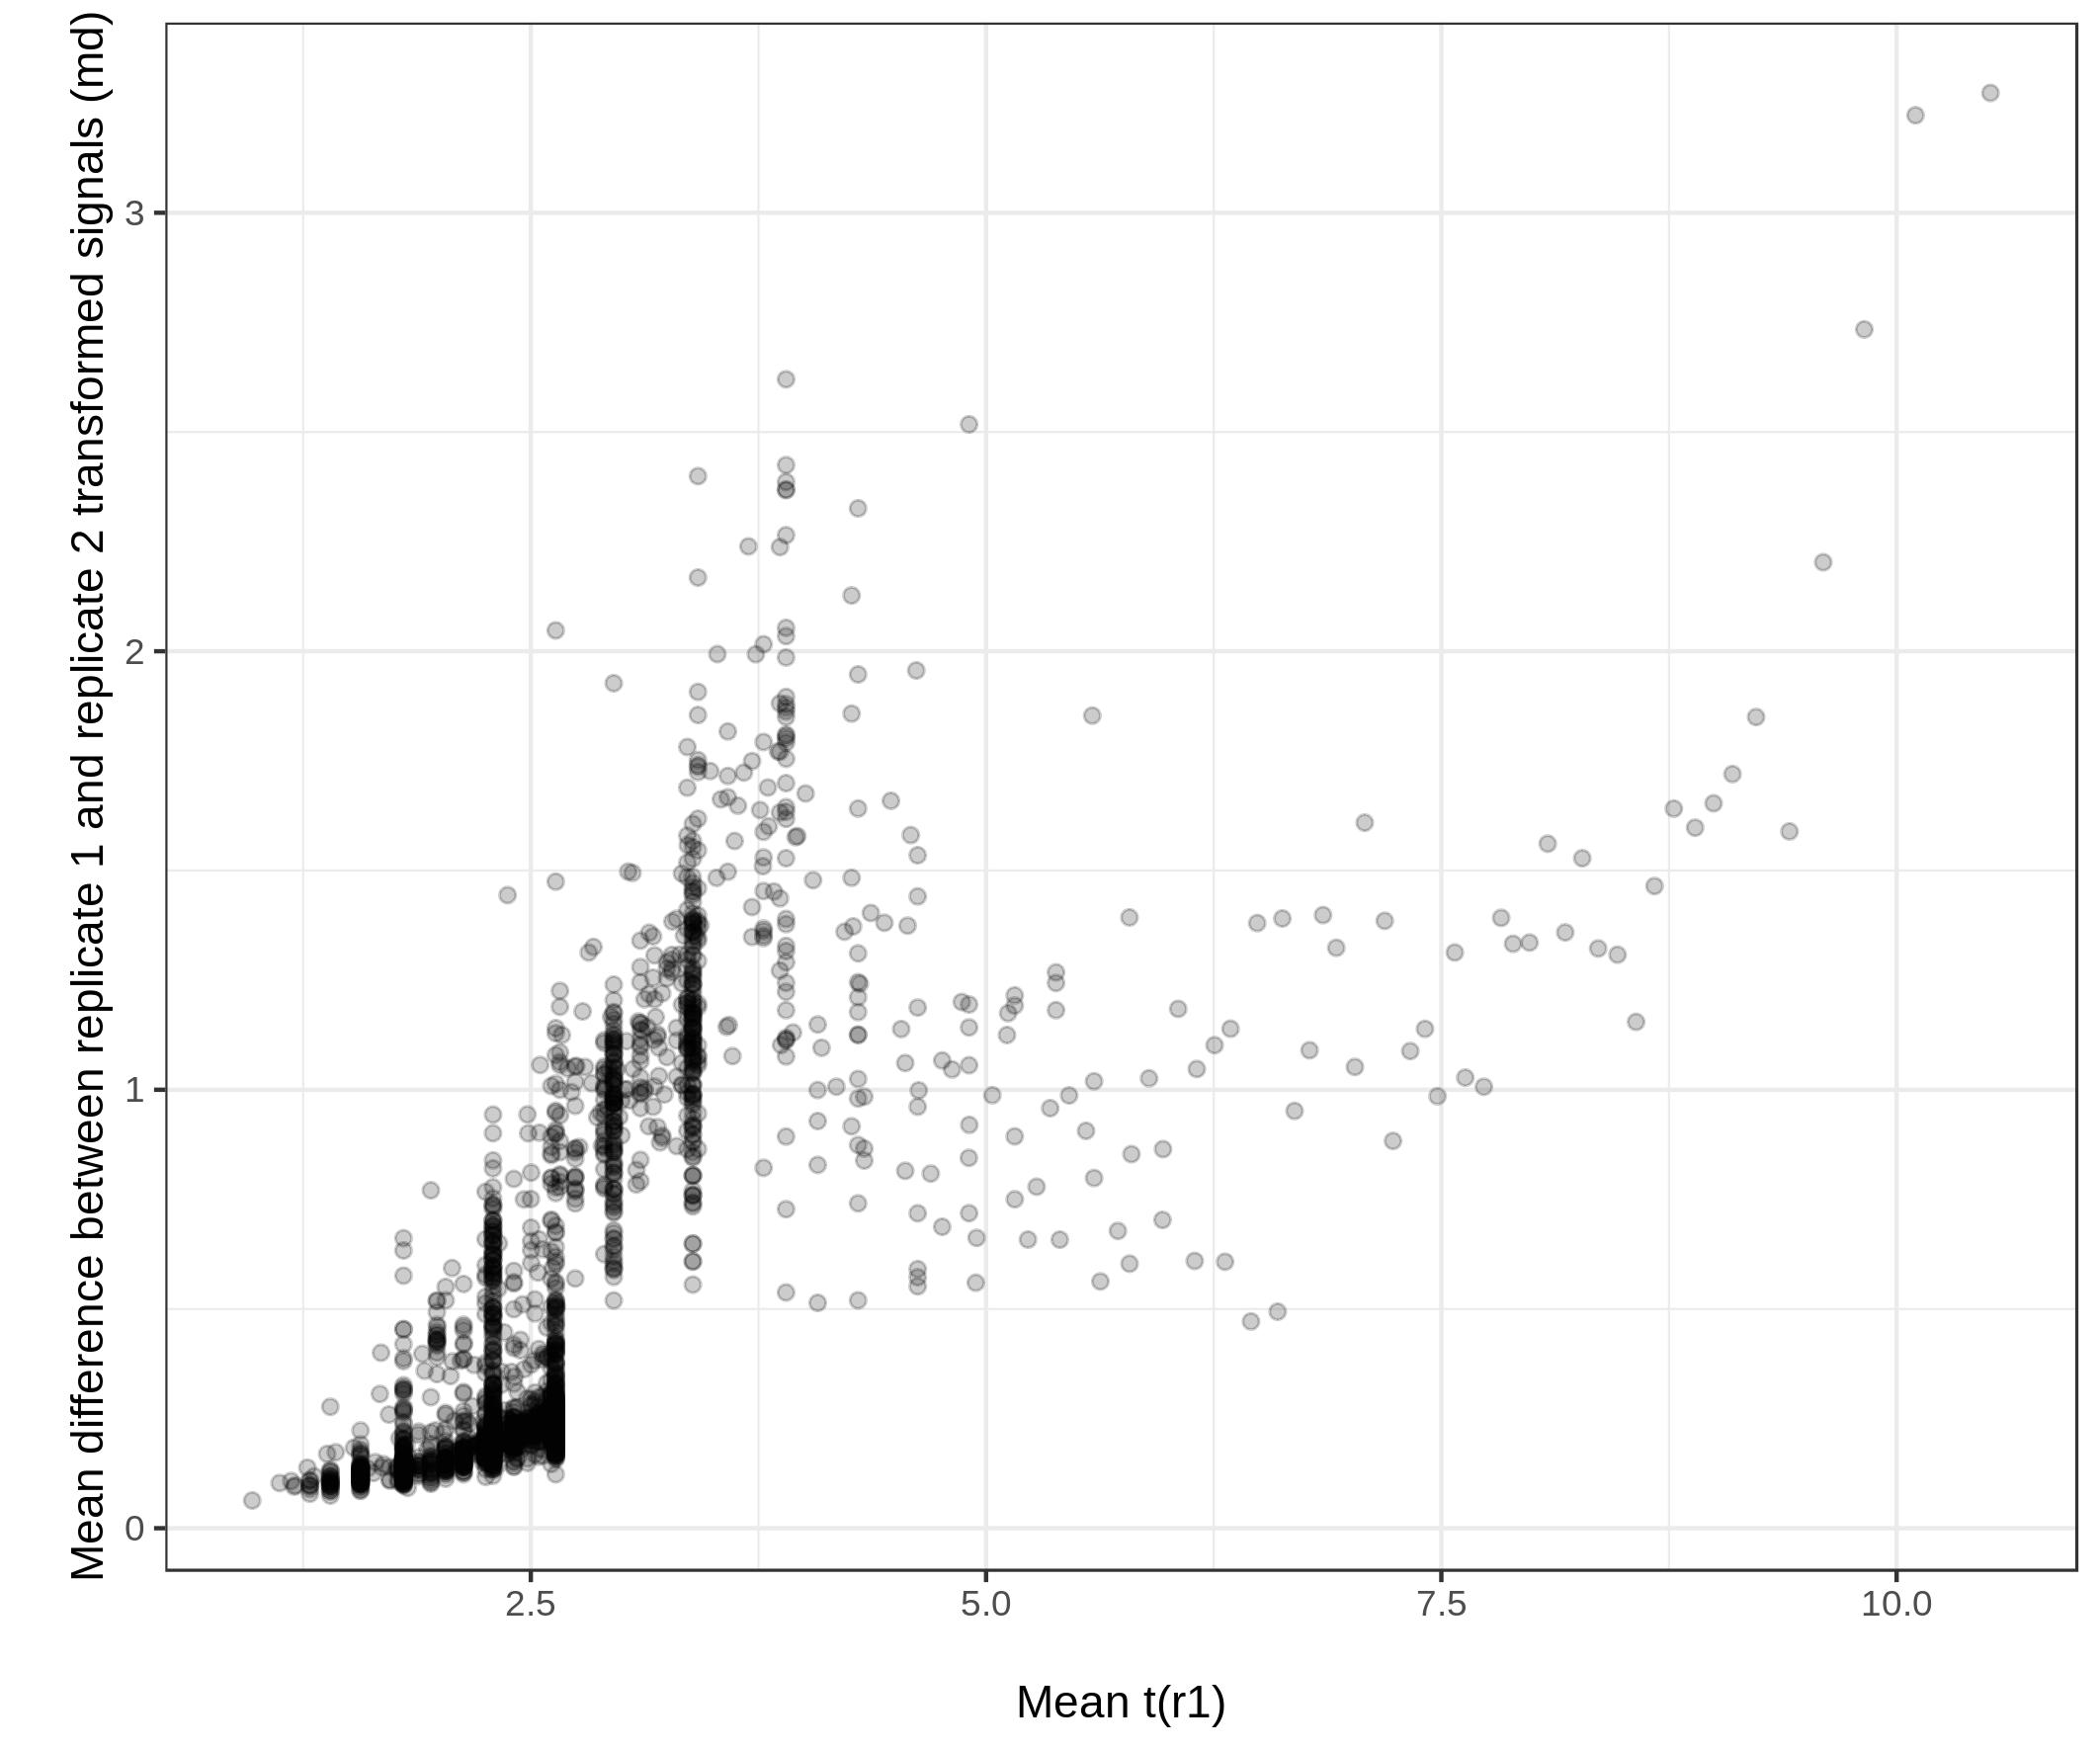 Mean difference between replicate 1 and replicate 2 transformed signals (md)
3
2
1
0
2.5 5.0 7.5 10.0
Mean t(r1)